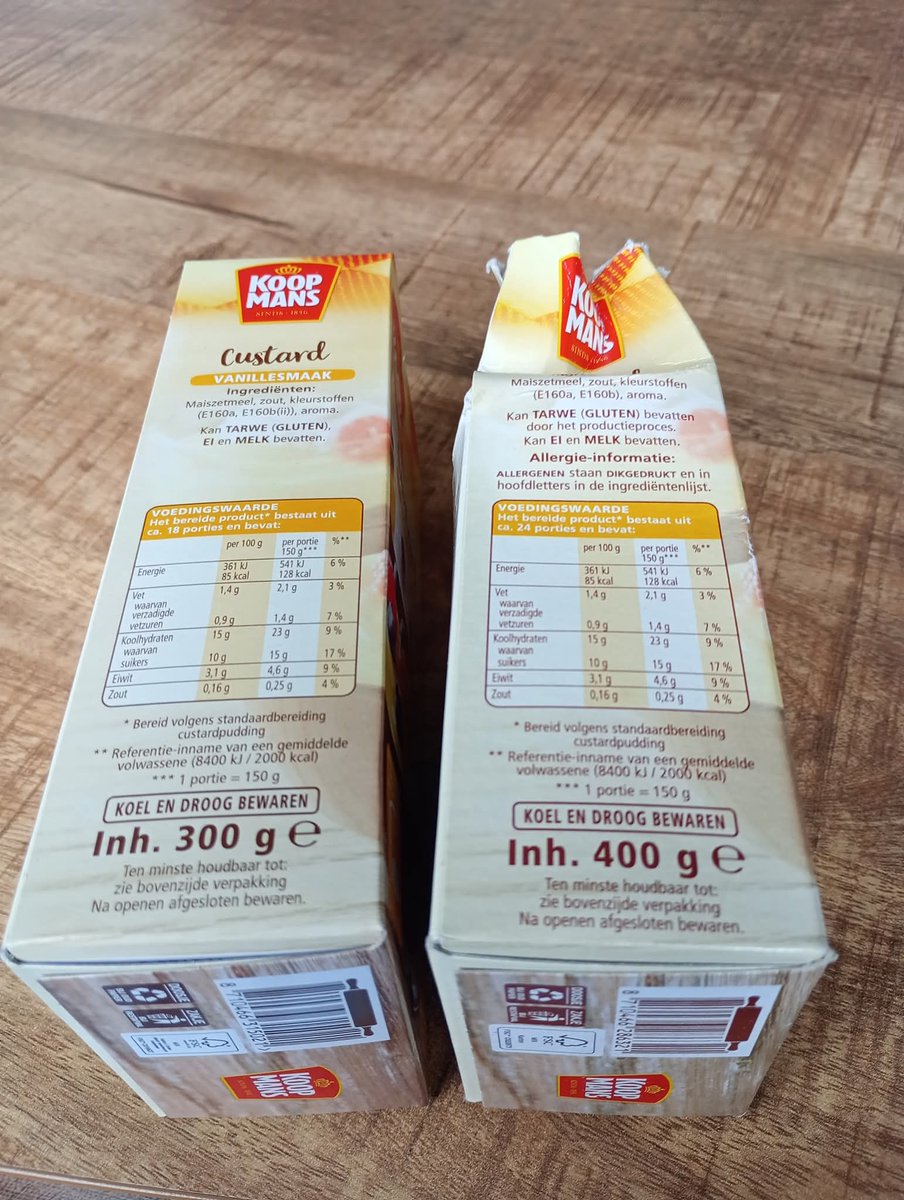 KOOP
MANS
SINDS 1846
Custard
VANILLESMAAK
Ingrediënten:
Maiszetmeel, zout, kleurstoffen
(E160a, E160b(ii)), aroma.
Kan TARWE (GLUTEN),
EI en MELK bevatten.
VOEDINGSWAARDE
Het bereide product* bestaat uit
ca. 18 porties en bevat:
per 100 g per portie %**
150 g***
Energie 361 kJ 541 kJ 6 %
85 kcal 128 kcal
Vet 1,4 g 2,1 g 3 %
waarvan
verzadigde
vetzuren 0,9 g 1,4 g 7 %
Koolhydraten 15 g 23 g 9 %
waarvan
suikers 10 g 15 g 17 %
Eiwit 3,1 g 4,6 g 9 %
Zout 0,16 g 0,25 g 4 %
* Bereid volgens standaardbereiding
custardpudding
** Referentie-inname van een gemiddelde
volwassene (8400 kJ / 2000 kcal)
*** 1 portie = 150 g
KOEL EN DROOG BEWAREN
Inh. 300 g e
Ten minste houdbaar tot:
zie bovenzijde verpakking
Na openen afgesloten bewaren.
DOOSJE
ZAKJE
FSC
KOOP
MANS
KOOP
MANS
Maiszetmeel, zout, kleurstoffen
(E160a, E160b), aroma.
Kan TARWE (GLUTEN) bevatten
door het productieproces.
Kan EI en MELK bevatten.
Allergie-informatie:
ALLERGENEN staan DIKGEDRUKT en in
hoofdletters in de ingrediëntenlijst.
VOEDINGSWAARDE
Het bereide product* bestaat uit
ca. 24 porties en bevat:
per 100 g per portie %**
150 g***
Energie 361 kJ 541 kJ 6 %
85 kcal 128 kcal
Vet 1,4 g 2,1 g 3 %
waarvan
verzadigde
vetzuren 0,9 g 1,4 g 7 %
Koolhydraten 15 g 23 g 9 %
waarvan
suikers 10 g 15 g 17 %
Eiwit 3,1 g 4,6 g 9 %
Zout 0,16 g 0,25 g 4 %
* Bereid volgens standaardbereiding
custardpudding
** Referentie-inname van een gemiddelde
volwassene (8400 kJ / 2000 kcal)
*** 1 portie = 150 g
KOEL EN DROOG BEWAREN
Inh. 400 g e
Ten minste houdbaar tot:
zie bovenzijde verpakking
Na openen afgesloten bewaren.
DOOSJE
ZAKJE
FSC
KOOP
MANS